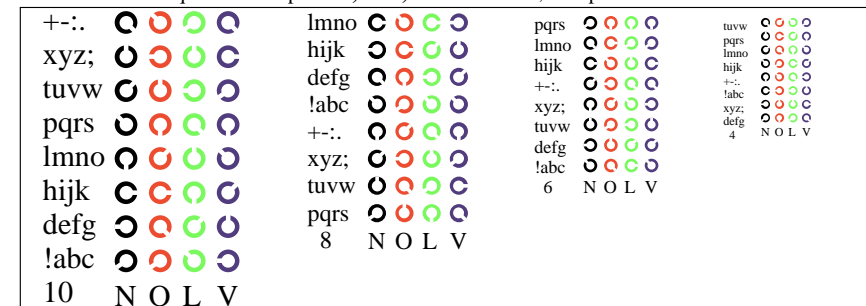 +-:.
xyz;
tuvw
pqrs
lmno
hijk
defg
!abc
10 N O L V
lmno
hijk
defg
!abc
+-:.
xyz;
tuvw
pqrs
8 N O L V
pqrs
lmno
hijk
+-:.
xyz;
tuvw
defg
!abc
6 N O L V
tuvw
pqrs
lmno
hijk
+-:.
!abc
xyz;
defg
4 N O L V